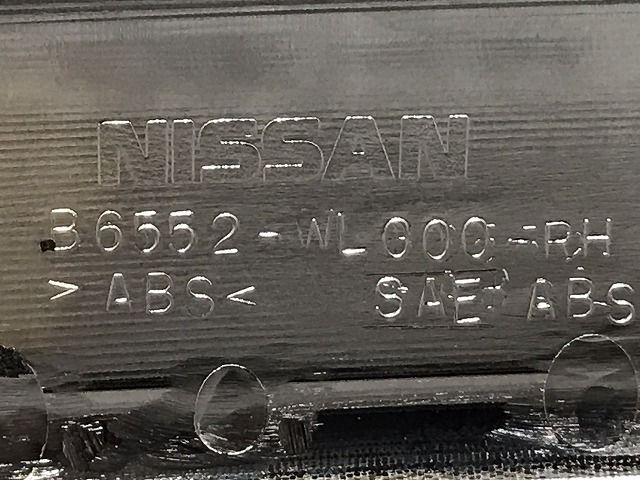 NISSAN
B6552-WL000-RH
>ABS< SAE ABS